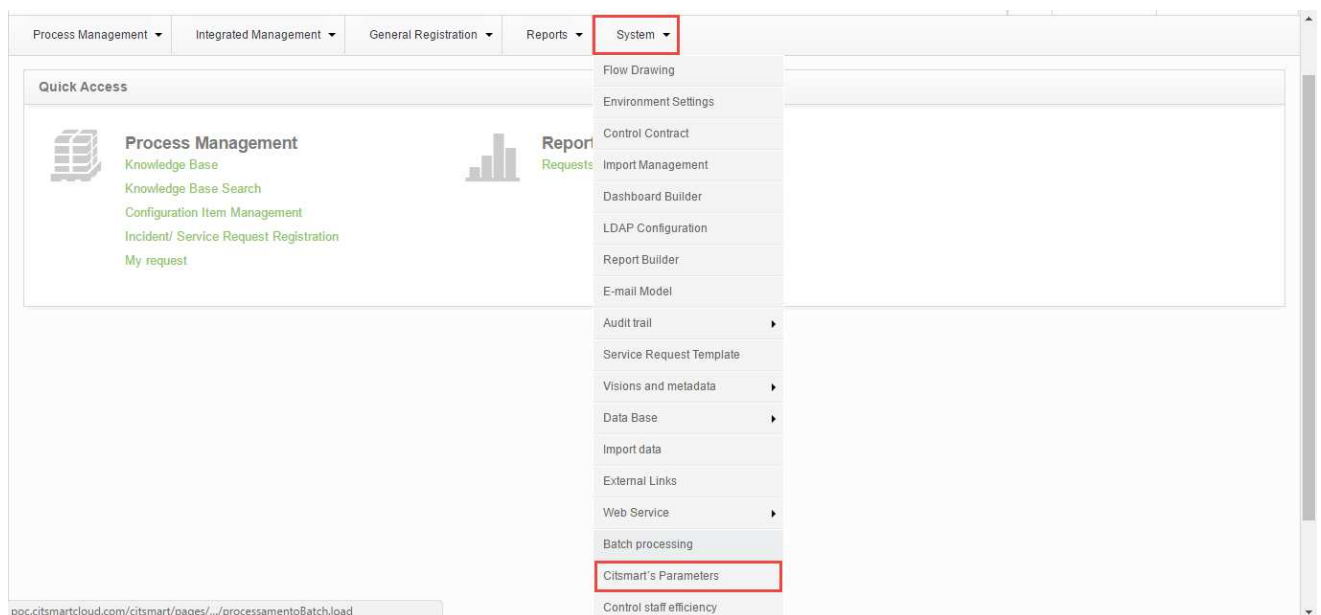 Process Management
Integrated Management
General Registration
Reports
System
Quick Access
Process Management
Knowledge Base
Knowledge Base Search
Configuration Item Management
Incident/ Service Request Registration
My request
Report
Requests
Flow Drawing
Environment Settings
Control Contract
Import Management
Dashboard Builder
LDAP Configuration
Report Builder
E-mail Model
Audit trail
Service Request Template
Visions and metadata
Data Base
Import data
External Links
Web Service
Batch processing
Citsmart´s Parameters
Control staff efficiency
poc.citsmartcloud.com/citsmart/pages/.../processamentoBatch.load